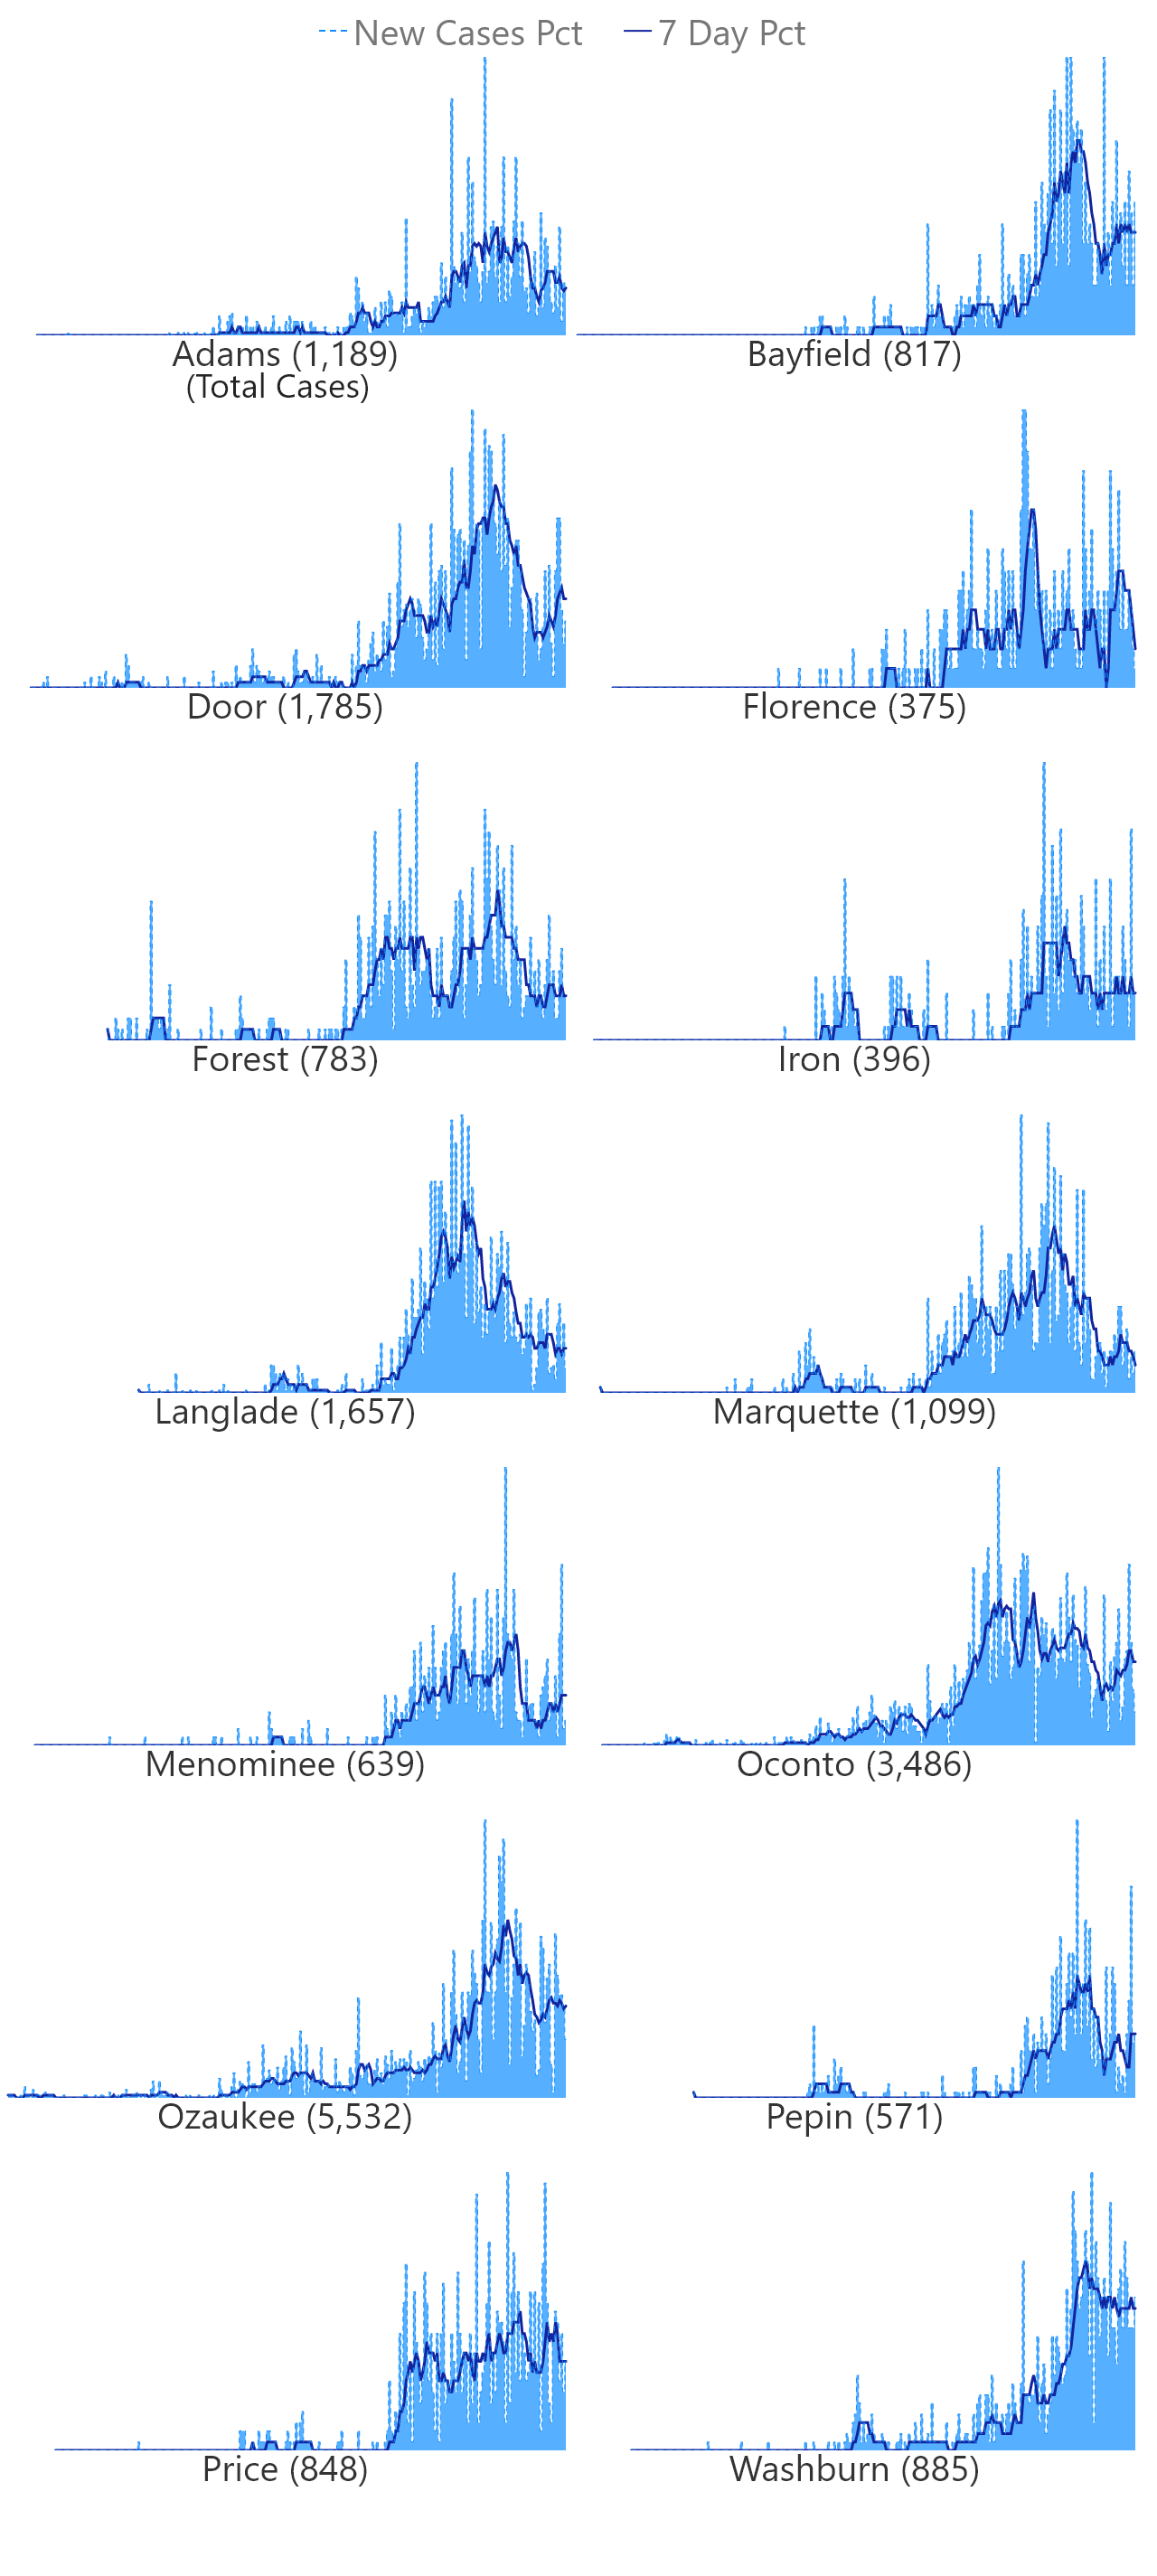 New Cases Pct 7 Day Pct
Adams (1,189)
(Total Cases)
Bayfield (817)
Door (1,785)
Florence (375)
Forest (783)
Iron (396)
Langlade (1,657)
Marquette (1,099)
Menominee (639)
Oconto (3,486)
Ozaukee (5,532)
Pepin (571)
Price (848)
Washburn (885)